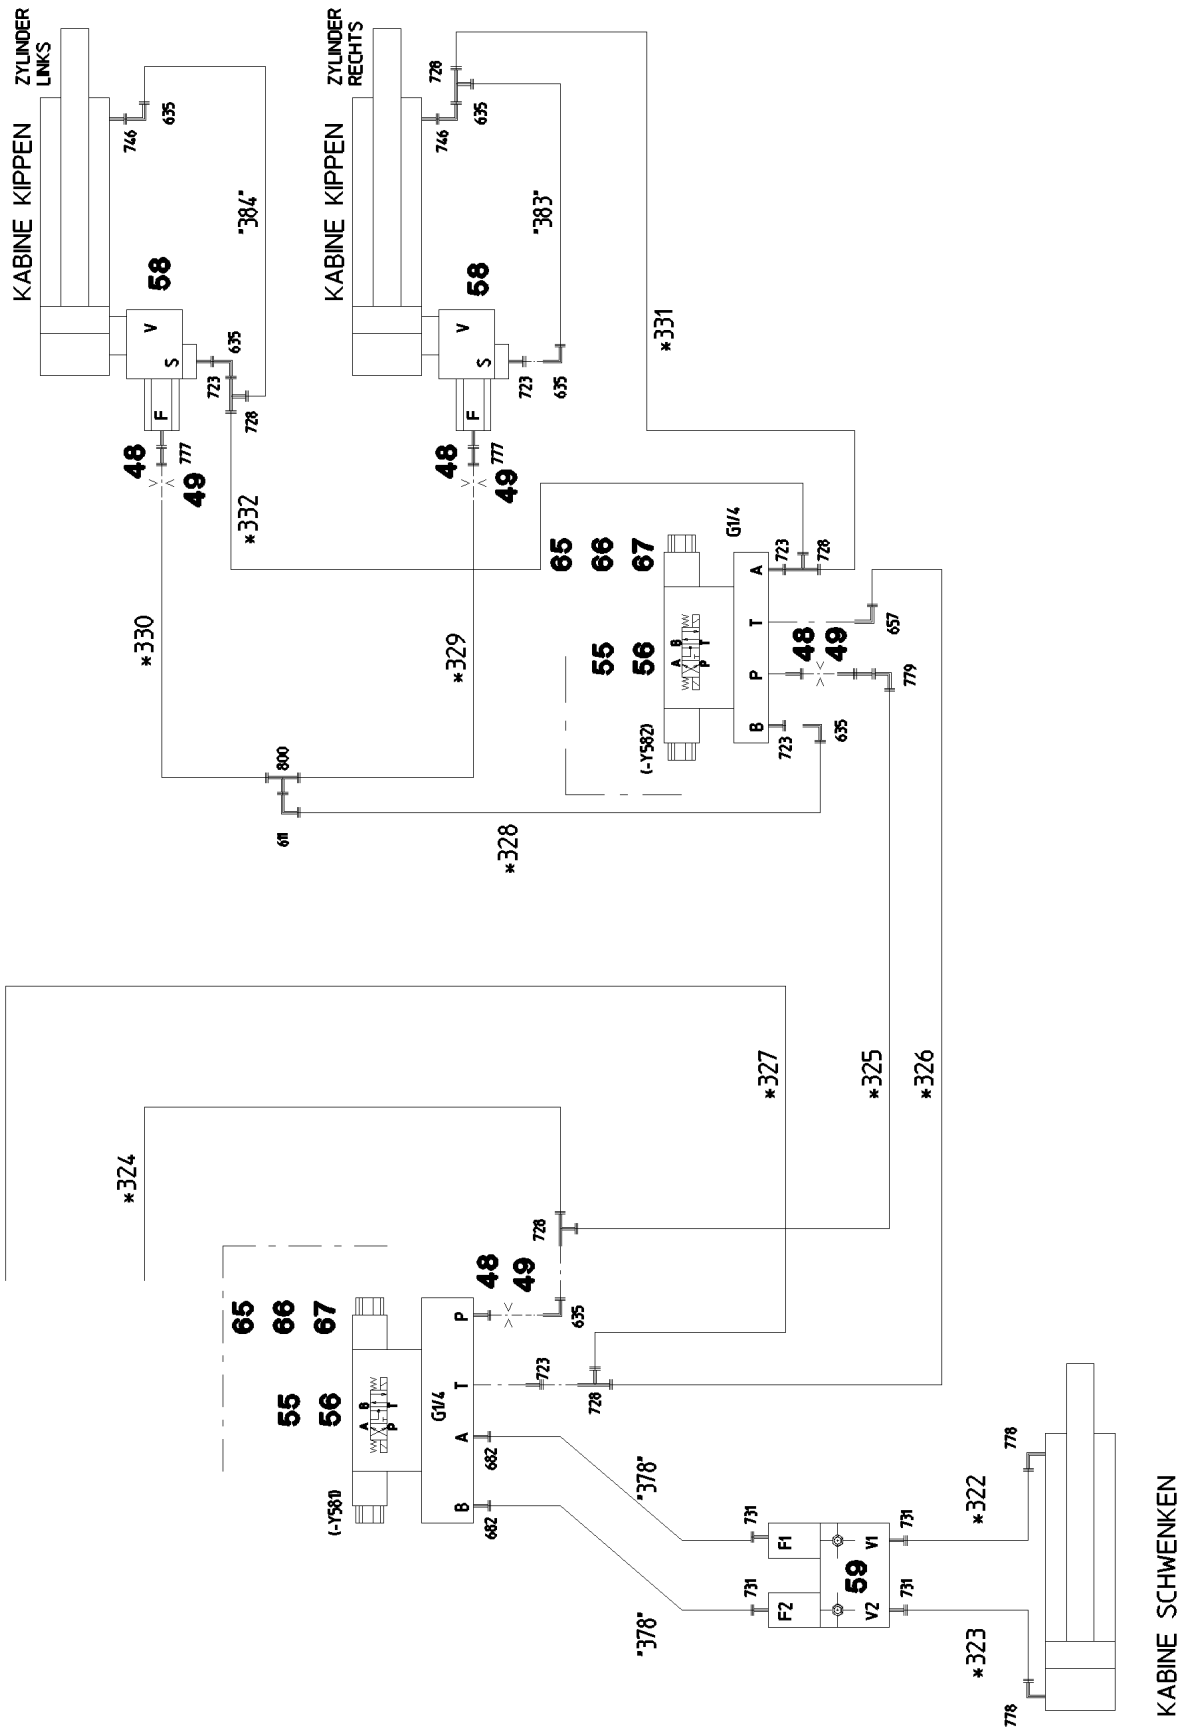 KABINE KIPPEN
ZYLINDER
LINKS
746
635
"384"
58
V
S
F
635
723
728
48
777
49
*332
*330
KABINE KIPPEN
ZYLINDER
RECHTS
728
746
635
"383"
58
V
S
F
723
635
48
777
49
*331
*329
800
611
*328
65
66
67
55
56
(-Y582)
A
B
P
T
G1/4
A
T
P
B
723
728
657
48
49
779
723
635
*327
*325
*326
*324
65
66
67
55
56
(-Y581)
A
B
P
T
G1/4
P
T
A
B
48
49
728
635
723
728
682
682
"378"
"378"
731
731
F1
F2
59
V1
V2
731
731
*322
*323
778
778
KABINE SCHWENKEN